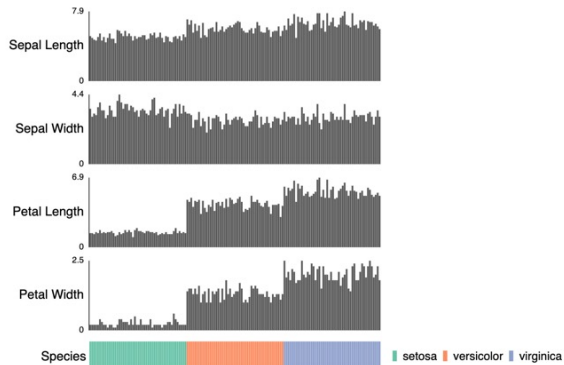 7.9
Sepal Length
0
4.4
Sepal Width
0
6.9
Petal Length
0
2.5
Petal Width
0
Species
setosa versicolor virginica